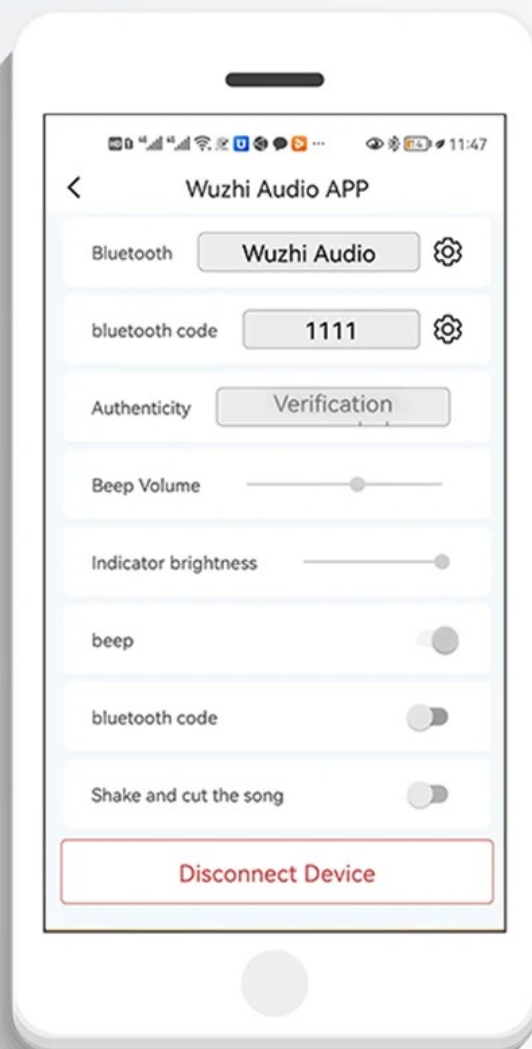 11:47
Wuzhi Audio APP
Bluetooth Wuzhi Audio
bluetooth code 1111
Authenticity Verification
Beep Volume
Indicator brightness
beep
bluetooth code
Shake and cut the song
Disconnect Device